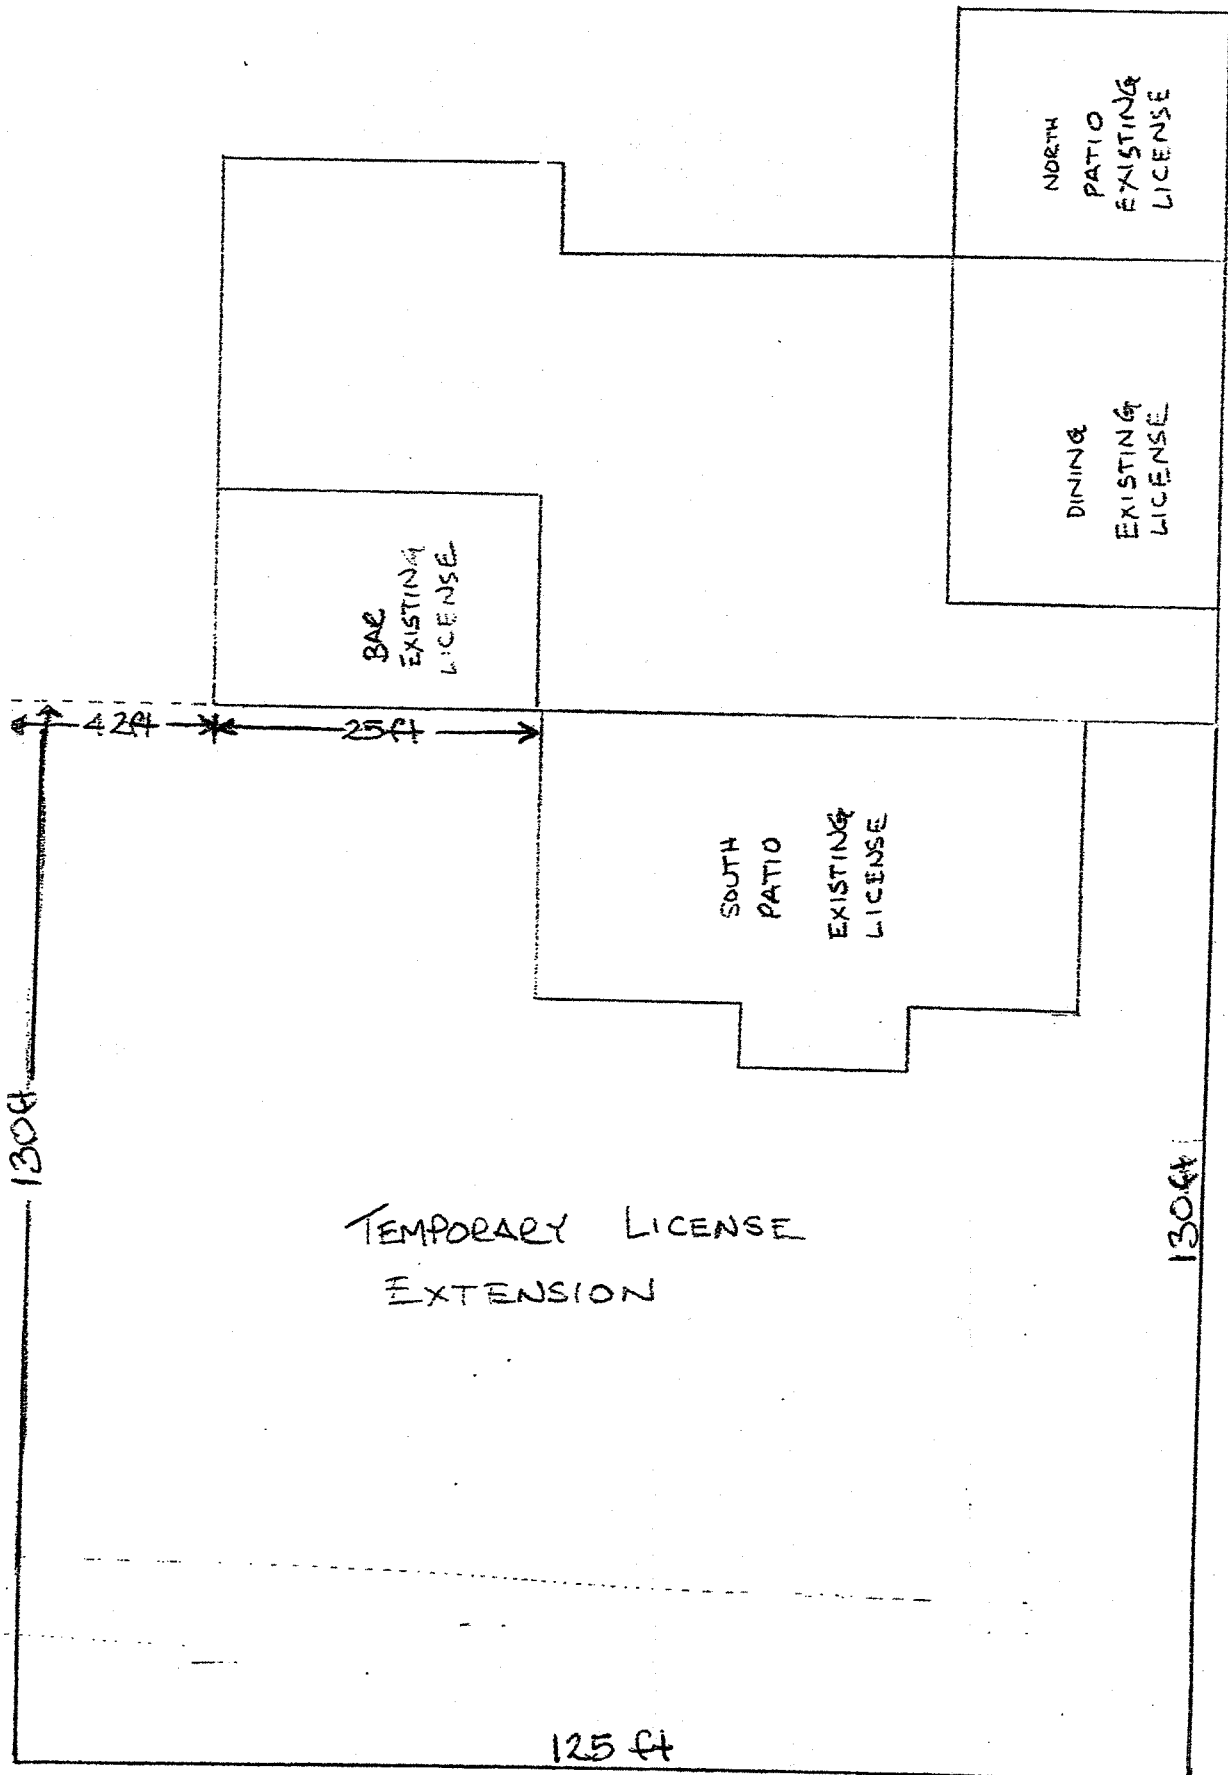 NORTH
PATIO
EXISTING
LICENSE
DINING
EXISTING
LICENSE
BAR
EXISTING
LICENSE
42ft
25ft
SOUTH
PATIO
EXISTING
LICENSE
130ft
130ft
TEMPORARY LICENSE
EXTENSION
125 ft